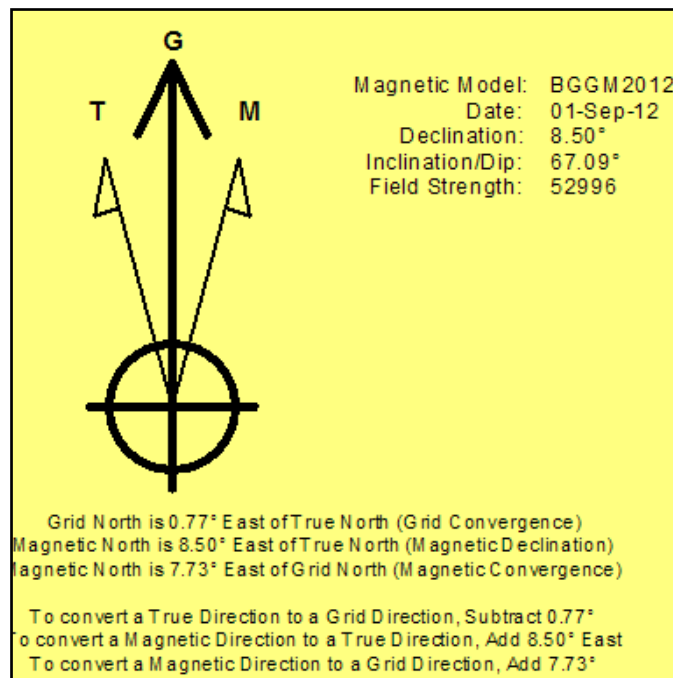 G
T
M
Magnetic Model: BGGM2012
Date: 01-Sep-12
Declination: 8.50°
Inclination/Dip: 67.09°
Field Strength: 52996
Grid North is 0.77° East of True North (Grid Convergence)
Magnetic North is 8.50° East of True North (Magnetic Declination)
Magnetic North is 7.73° East of Grid North (Magnetic Convergence)
To convert a True Direction to a Grid Direction, Subtract 0.77°
To convert a Magnetic Direction to a True Direction, Add 8.50° East
To convert a Magnetic Direction to a Grid Direction, Add 7.73°